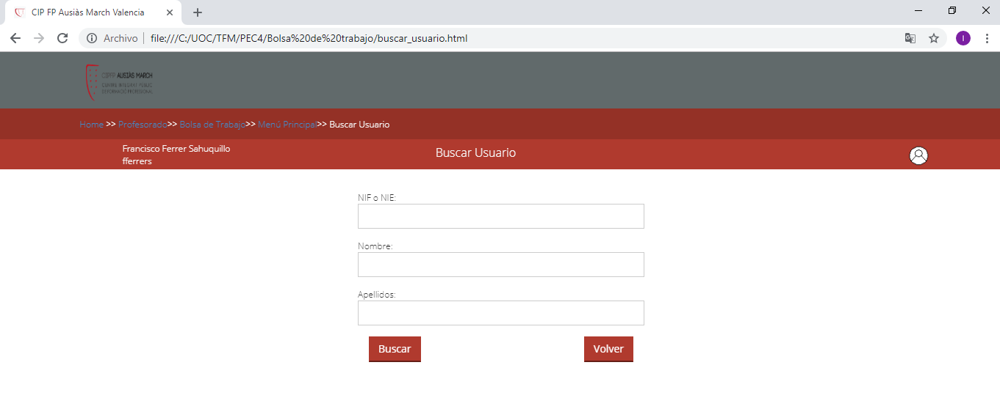 CIP FP Ausiàs March Valencia
Archivo file:///C:/UOC/TFM/PEC4/Bolsa%20de%20trabajo/buscar_usuario.html
I
CIPFP AUSIÀS MARCH
CENTRE INTEGRAT PÚBLIC
DE FORMACIÓ PROFESSIONAL
Home >> Profesorado>> Bolsa de Trabajo>> Menú Principal>> Buscar Usuario
Francisco Ferrer Sahuquillo
fferrers
Buscar Usuario
NIF o NIE:
Nombre:
Apellidos:
Buscar Volver